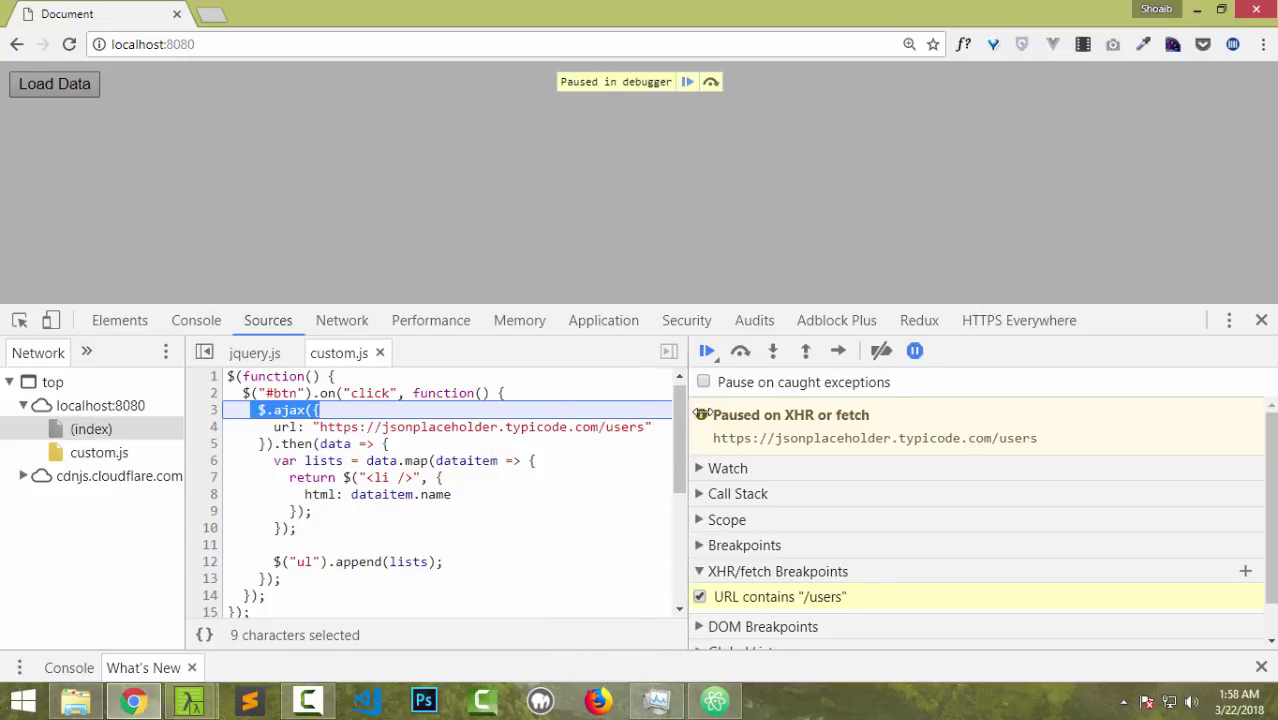 Document
Shoaib
localhost:8080
f?
Load Data
Paused in debugger
Elements
Console
Sources
Network
Performance
Memory
Application
Security
Audits
Adblock Plus
Redux
HTTPS Everywhere
Network
jquery.js
custom.js
top
localhost:8080
(index)
custom.js
cdnjs.cloudflare.com
1 $(function() {
2 $("#btn").on("click", function() {
3 $.ajax({
4 url: "https://jsonplaceholder.typicode.com/users"
5 }).then(data => {
6 var lists = data.map(dataitem => {
7 return $("<li />", {
8 html: dataitem.name
9 });
10 });
11
12 $("ul").append(lists);
13 });
14 });
15 });
{} 9 characters selected
Pause on caught exceptions
Paused on XHR or fetch
https://jsonplaceholder.typicode.com/users
Watch
Call Stack
Scope
Breakpoints
XHR/fetch Breakpoints
URL contains "/users"
DOM Breakpoints
Console
What's New
Ps
1:58 AM
3/22/2018